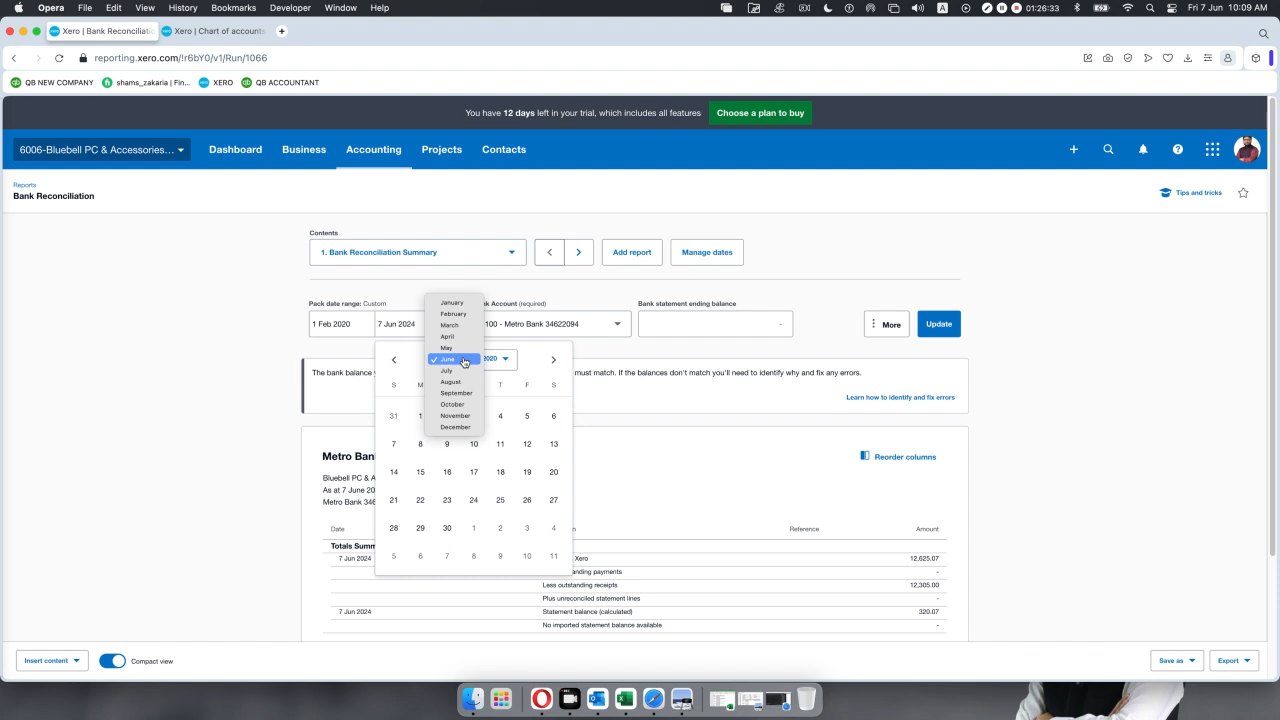 Opera File Edit View History Bookmarks Developer Window Help 01:26:33 Fri Jun 7 10:09 AM
Xero | Bank Reconciliatio Xero | Chart of accounts
reporting.xero.com/!r6bY0/v1/Run/1066
QB NEW COMPANY shams_zakaria | Fin... XERO QB ACCOUNTANT
You have 12 days left in your trial, which includes all features Choose a plan to buy
6006-Bluebell PC & Accessories... Dashboard Business Accounting Projects Contacts
Reports
Bank Reconciliation
Tips and tricks
Contents
1. Bank Reconciliation Summary Add report Manage dates
Pack date range: Custom Account (required) Bank statement ending balance
1 Feb 2020 7 Jun 2024 100 - Metro Bank 34622094 - More Update
January
February
March
April
May
June
July
August
September
October
November
December
2020
The bank balance must match. If the balances don't match you'll need to identify why and fix any errors.
Learn how to identify and fix errors
S M T F S
31 1 4 5 6
7 8 9 10 11 12 13
14 15 16 17 18 19 20
21 22 23 24 25 26 27
28 29 30 1 2 3 4
5 6 7 8 9 10 11
Metro Ban
Reorder columns
Bluebell PC & A
As at 7 June 20
Metro Bank 346
Date Reference Amount
Totals Summ
7 Jun 2024 Xero 12,625.07
anding payments -
Less outstanding receipts 12,305.00
Plus unreconciled statement lines -
7 Jun 2024 Statement balance (calculated) 320.07
No imported statement balance available -
Insert content Compact view Save as Export